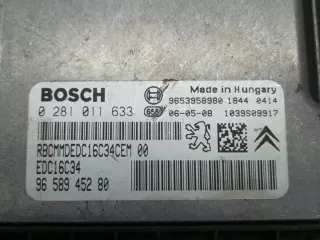 BOSCH Made in Hungary
9653958980 1844 0414
0 281 011 633 658 06-05-08 1039S09917
RBCMMDEDC16C34CEM 00
EDC16C34
96 589 452 80